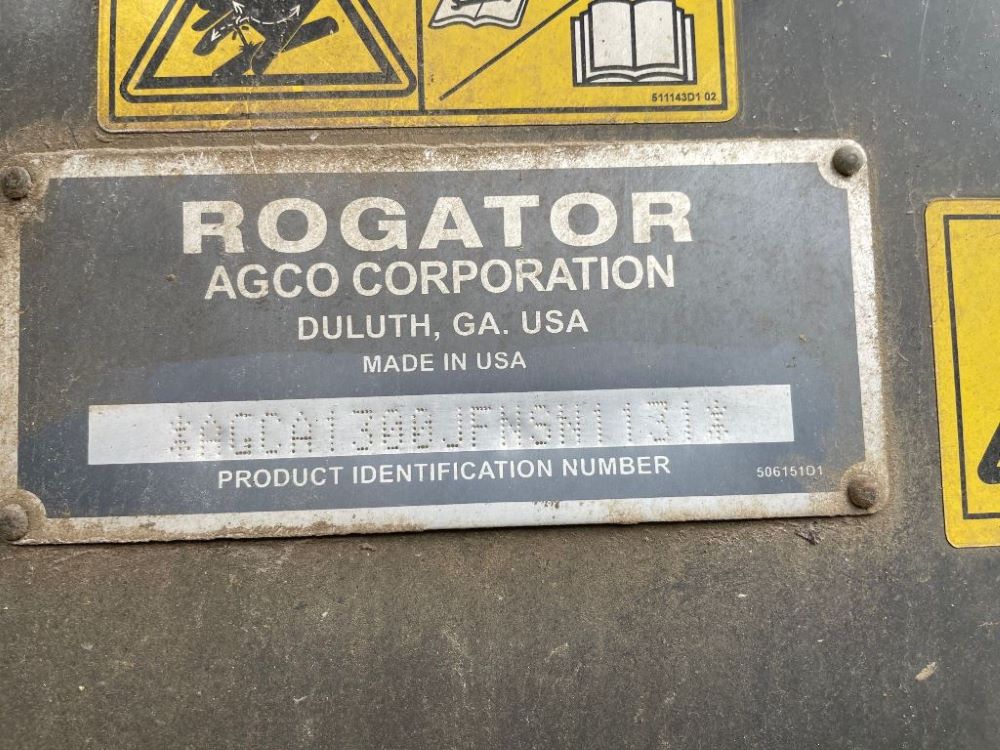 511143D1 02
ROGATOR
AGCO CORPORATION
DULUTH, GA. USA
MADE IN USA
*AGCA1300JFNSN1131*
PRODUCT IDENTIFICATION NUMBER
506151D1